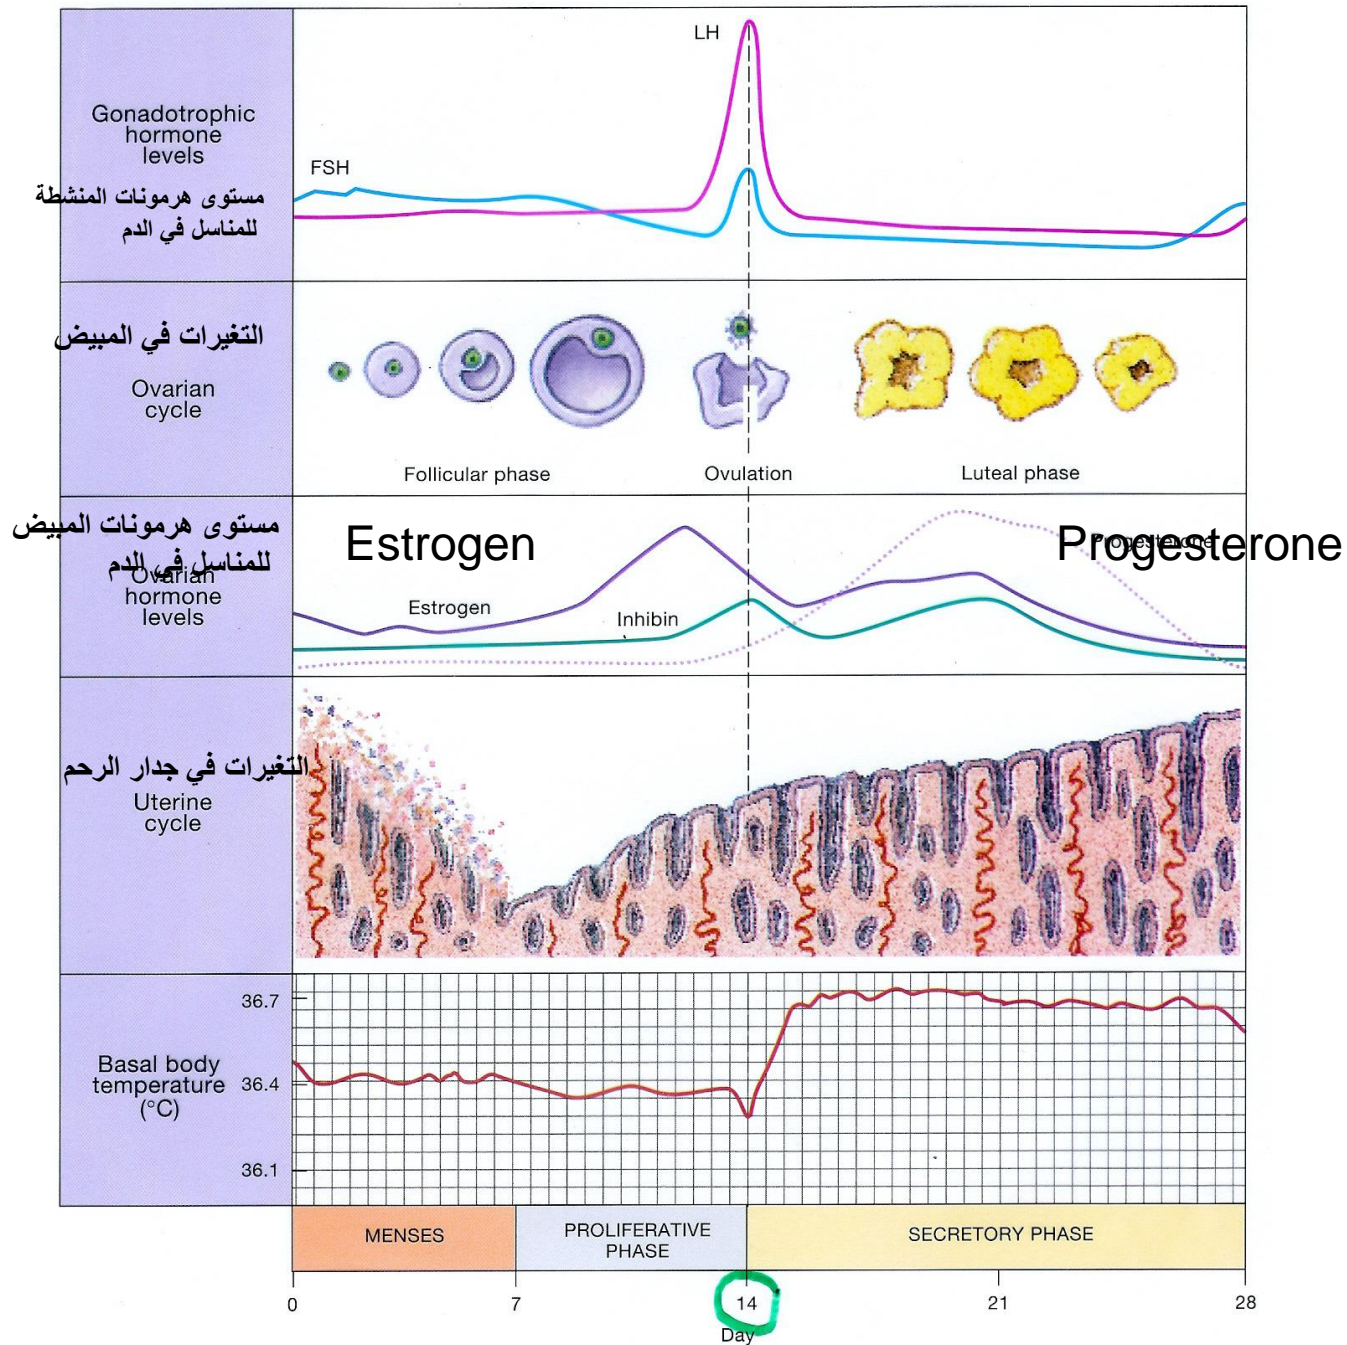 LH
Gonadotrophic
hormone
levels
FSH
مستوى هرمونات المنشطة
للمناسل في الدم
التغيرات في المبيض
Ovarian
cycle
Follicular phase
Ovulation
Luteal phase
مستوى هرمونات المبيض
للمناسل في الدم
Ovarian
hormone
levels
Estrogen
Progesterone
Progesterone
Estrogen
Inhibin
التغيرات في جدار الرحم
Uterine
cycle
36.7
Basal body
temperature
(°C)
36.4
36.1
MENSES
PROLIFERATIVE
PHASE
SECRETORY PHASE
0 7 14 21 28
Day